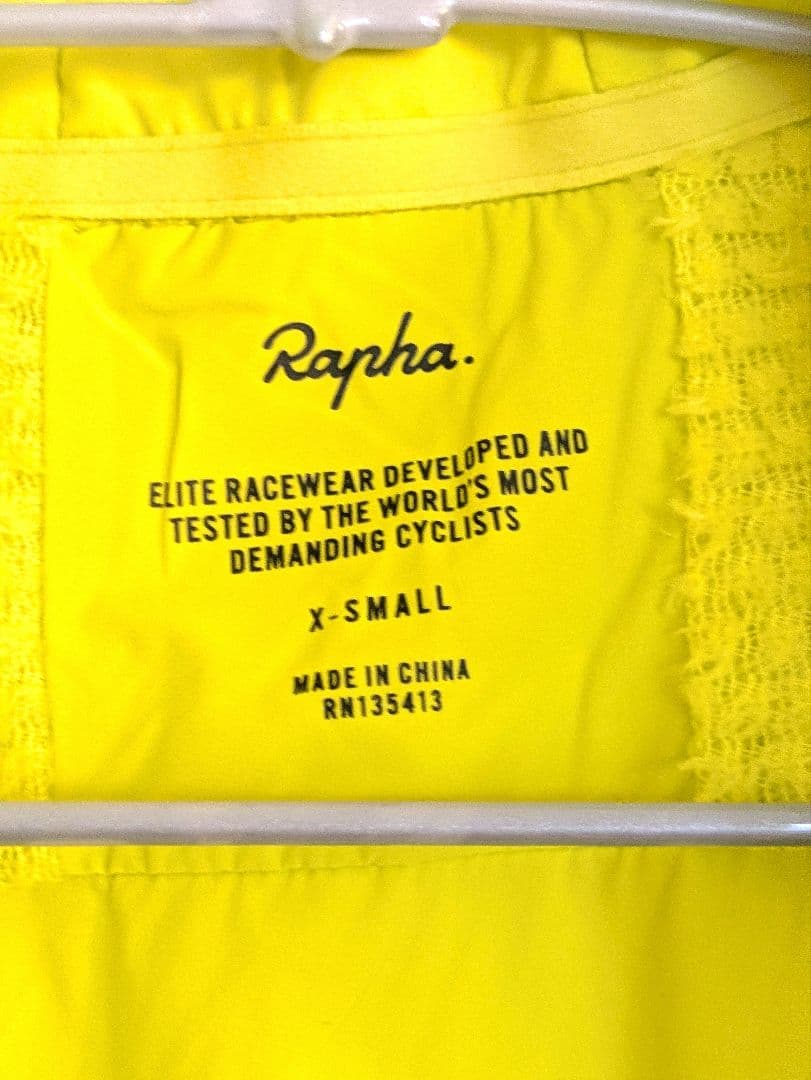 Rapha.
ELITE RACEWEAR DEVELOPED AND
TESTED BY THE WORLD'S MOST
DEMANDING CYCLISTS
X-SMALL
MADE IN CHINA
RN135413